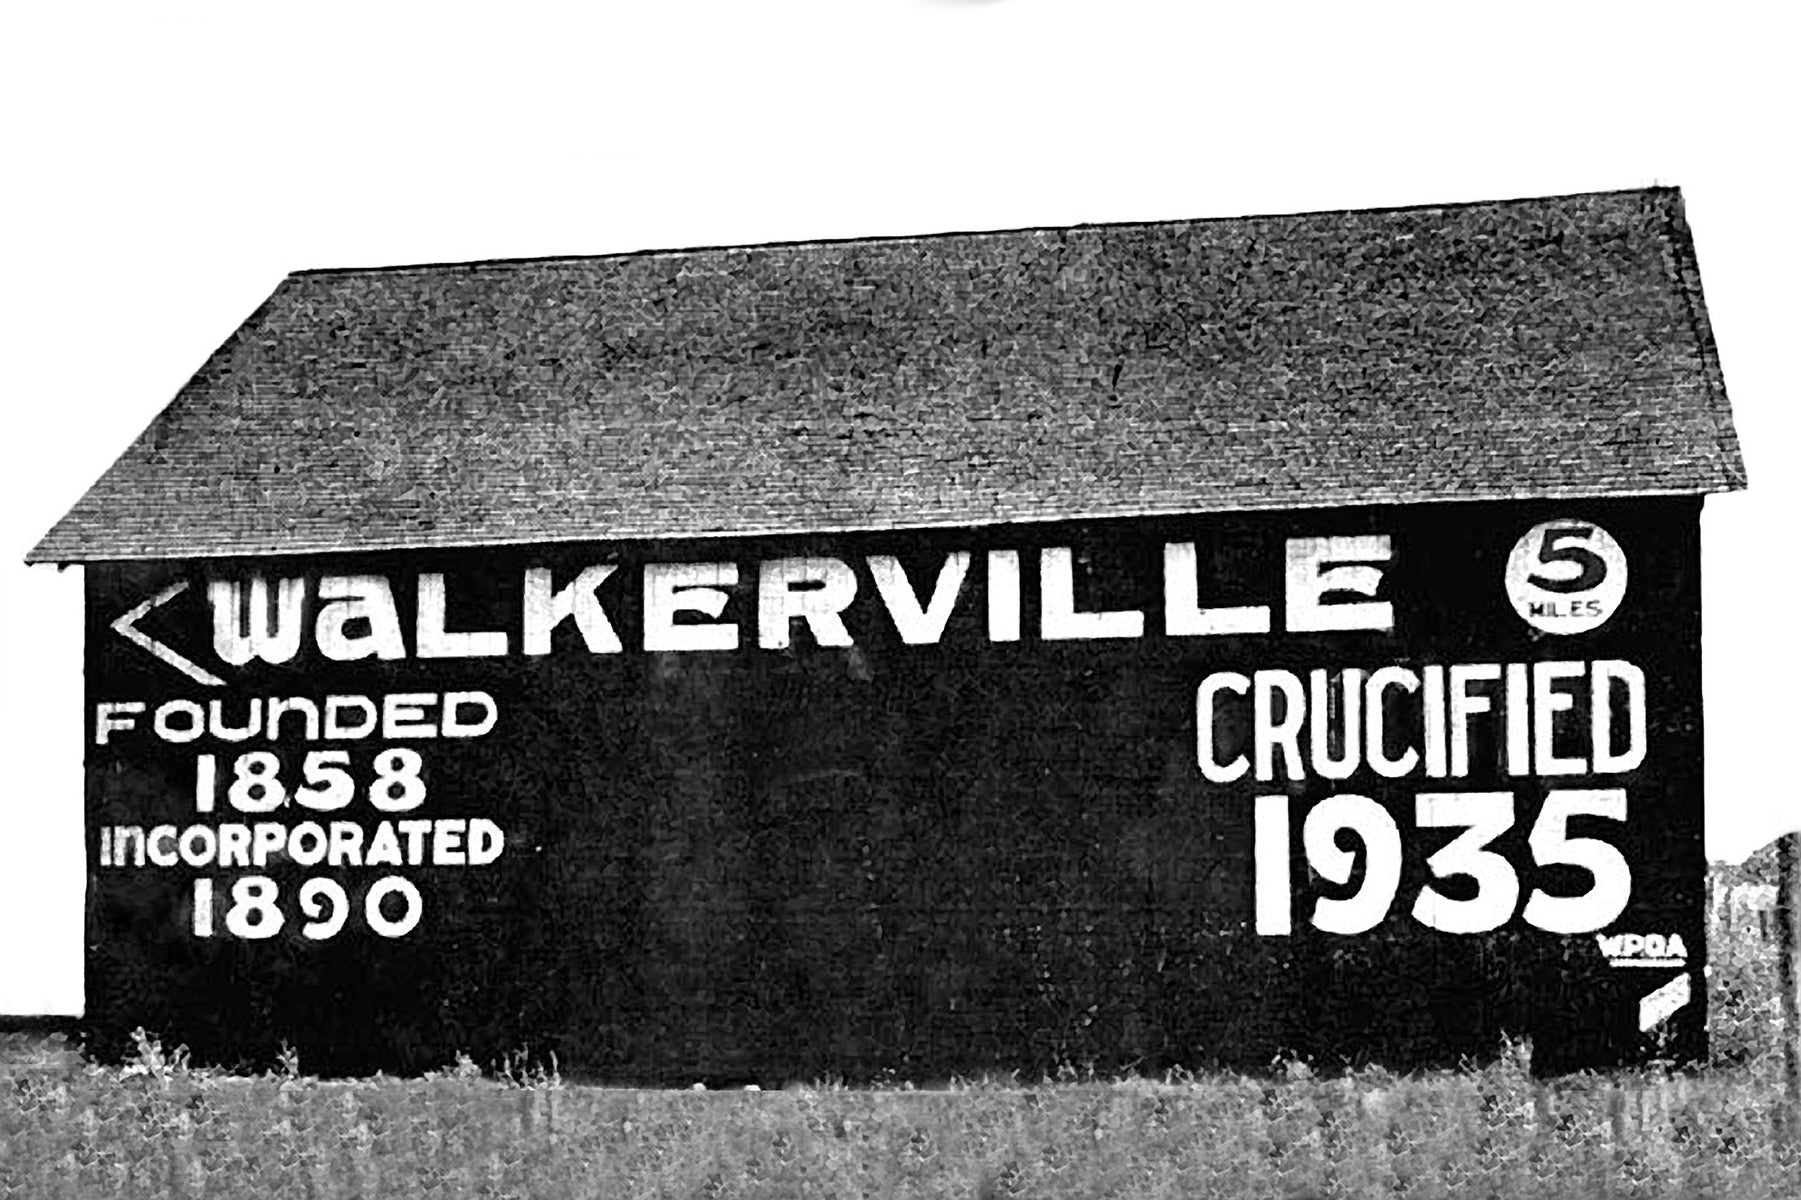 WaLKERVILLE
5
MILES
FOUnDED
1858
InCORPORATED
1890
CRUCIFIED
1935
WPOA